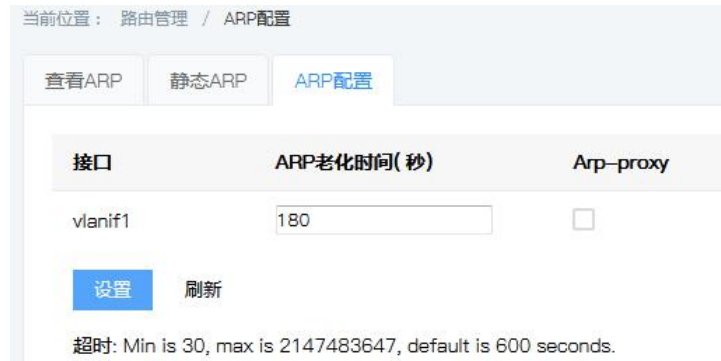 当前位置： 路由管理 / ARP配置
查看ARP 静态ARP ARP配置
接口 ARP老化时间( 秒) Arp-proxy
vlanif1 180
设置 刷新
超时: Min is 30, max is 2147483647, default is 600 seconds.